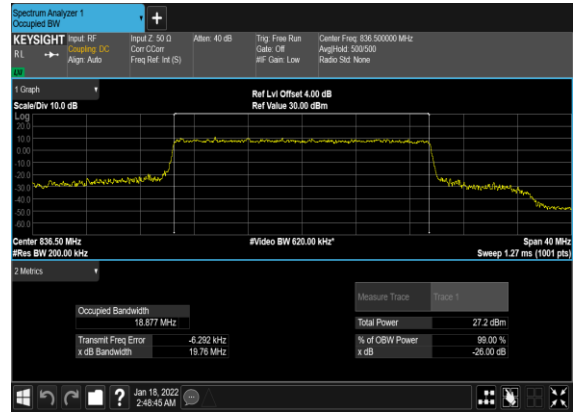 Spectrum Analyzer 1
Occupied BW
+
KEYSIGHT Input: RF Input Z: 50 Ω Atten: 40 dB Trig: Free Run Center Freq: 836.500000 MHz
RL Coupling: DC Corr CCorr Gate: Off Avg|Hold: 500/500
Align: Auto Freq Ref: Int (S) #IF Gain: Low Radio Std: None
1 Graph
Ref Lvl Offset 4.00 dB
Scale/Div 10.0 dB Ref Value 30.00 dBm
Log
20.0
10.0
0.00
-10.0
-20.0
-30.0
-40.0
-50.0
-60.0
Center 836.50 MHz #Video BW 620.00 kHz* Span 40 MHz
#Res BW 200.00 kHz Sweep 1.27 ms (1001 pts)
2 Metrics
Measure Trace Trace 1
Occupied Bandwidth
18.877 MHz Total Power 27.2 dBm
Transmit Freq Error -6.292 kHz % of OBW Power 99.00 %
x dB Bandwidth 19.76 MHz x dB -26.00 dB
? Jan 18, 2022
2:48:45 AM